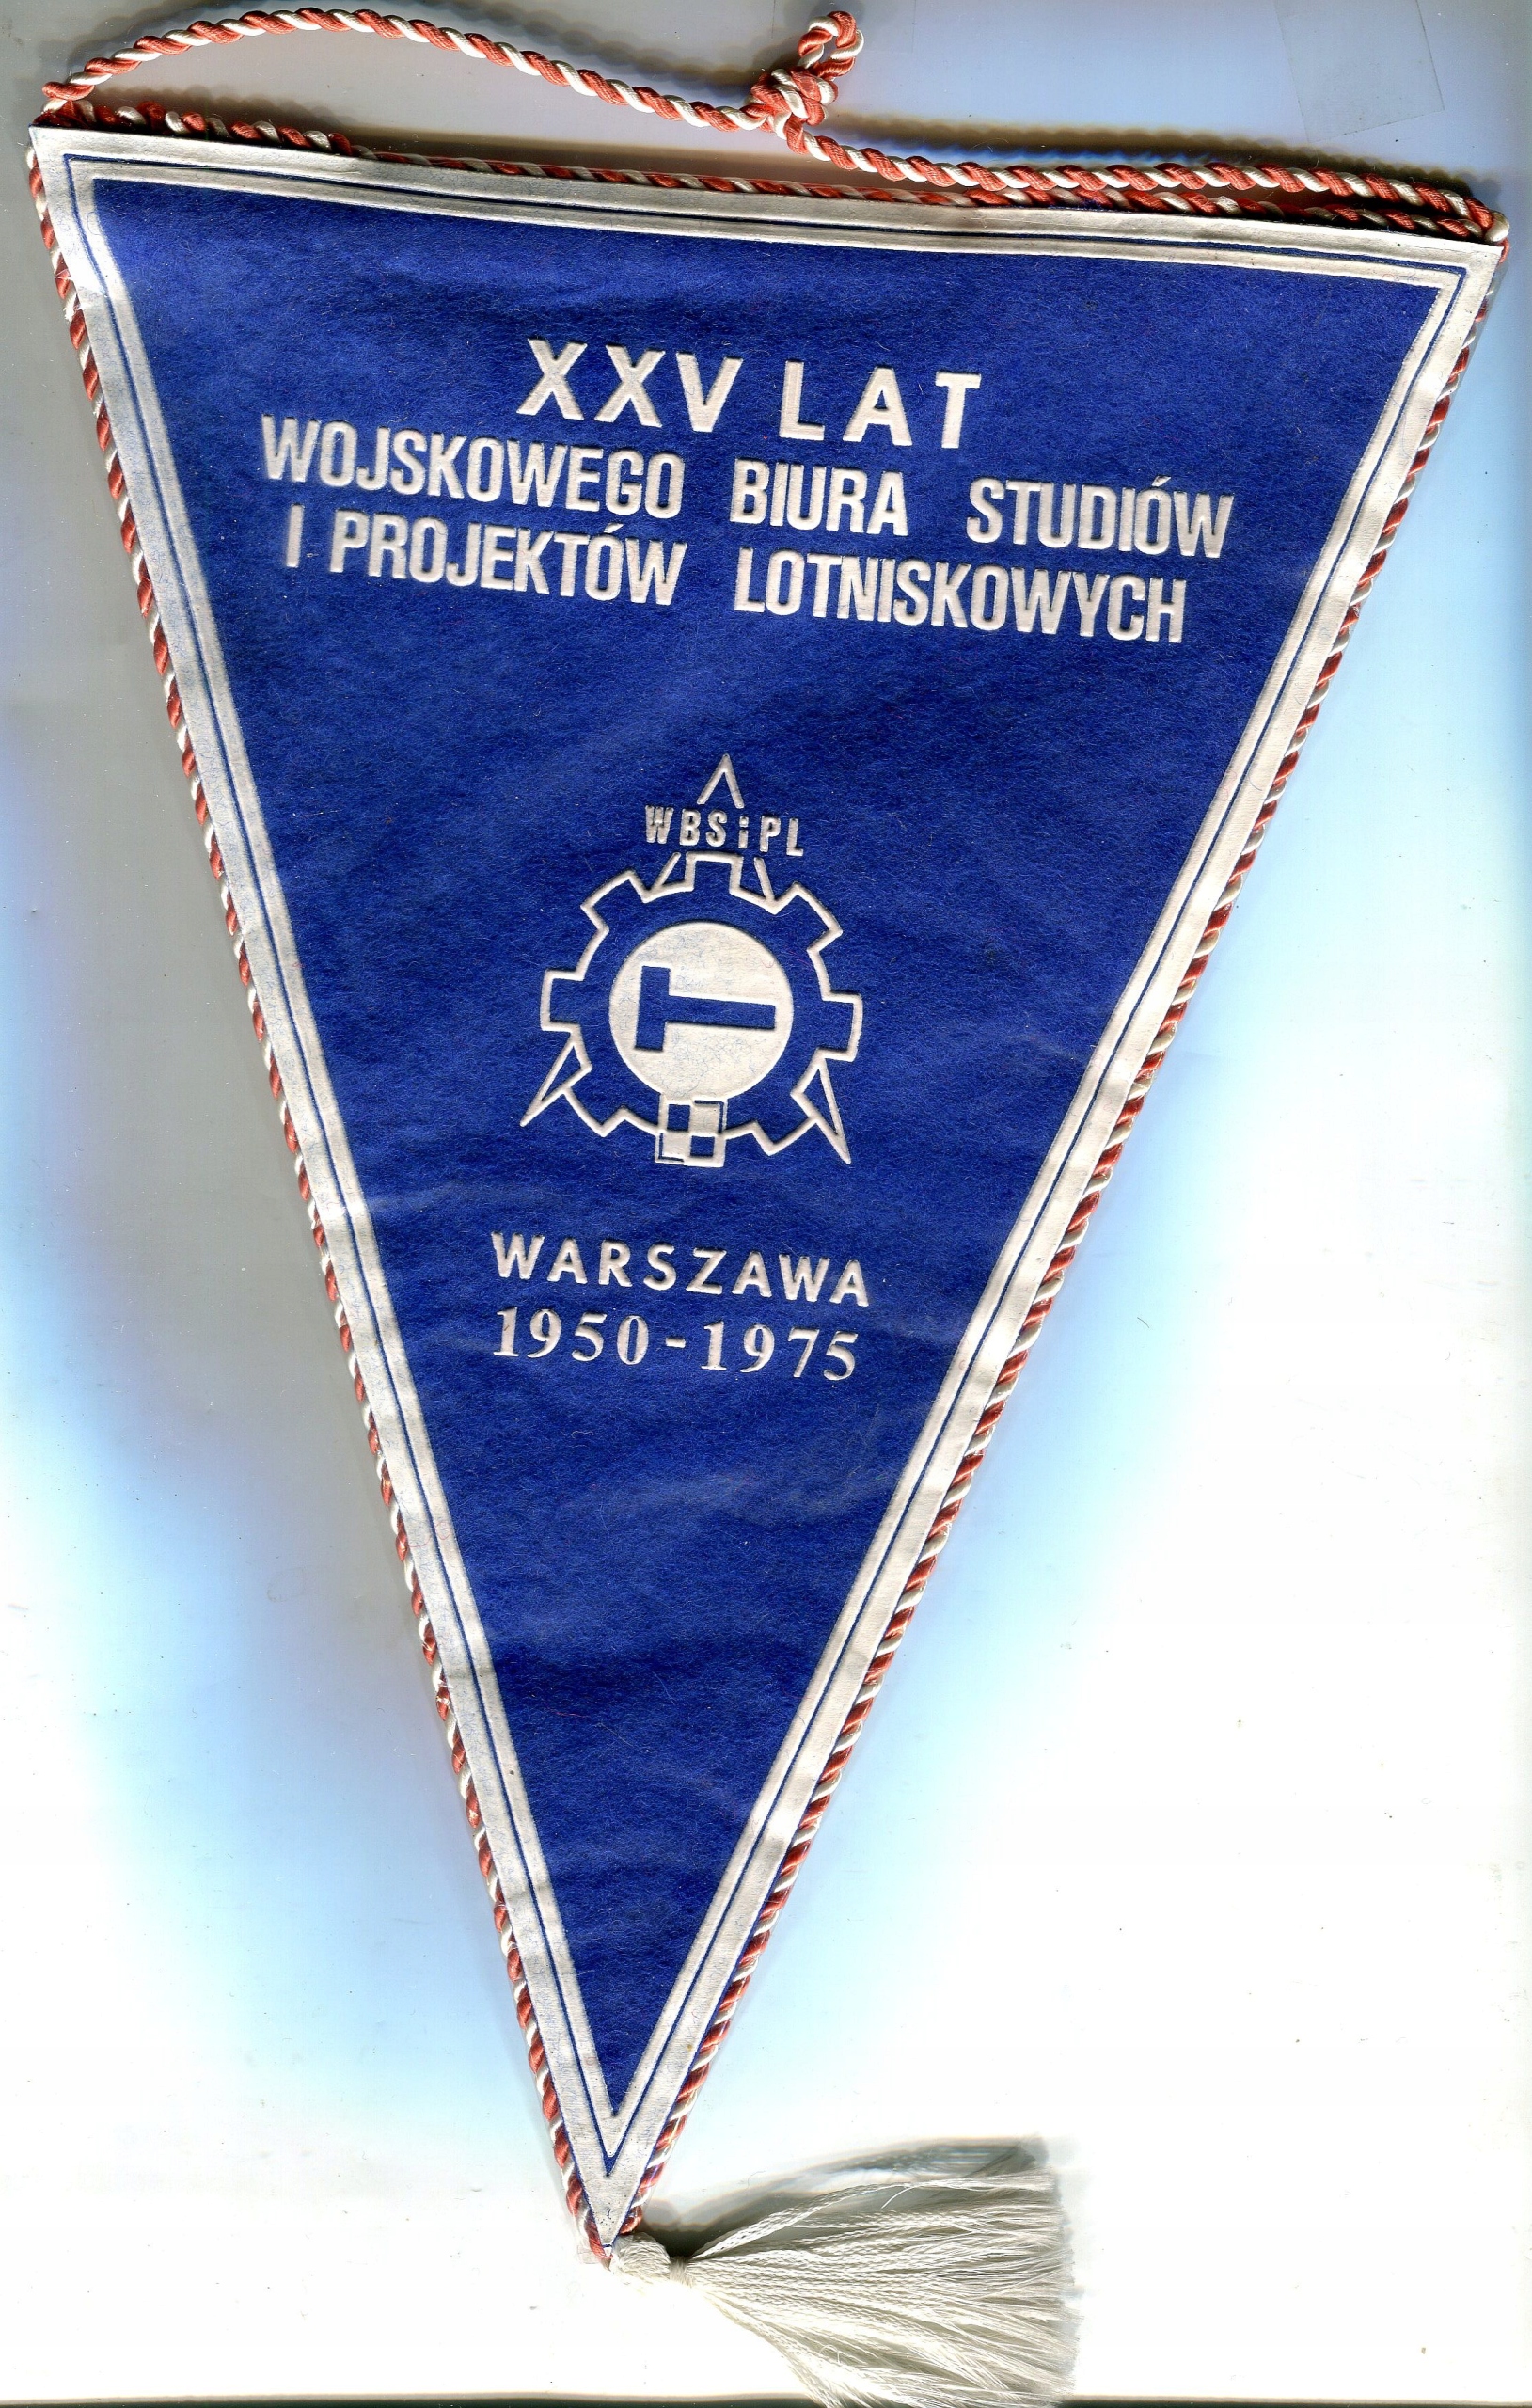 XXV LAT
WOJSKOWEGO BIURA STUDIÓW
I PROJEKTÓW LOTNISKOWYCH
WBSiPL
WARSZAWA
1950-1975